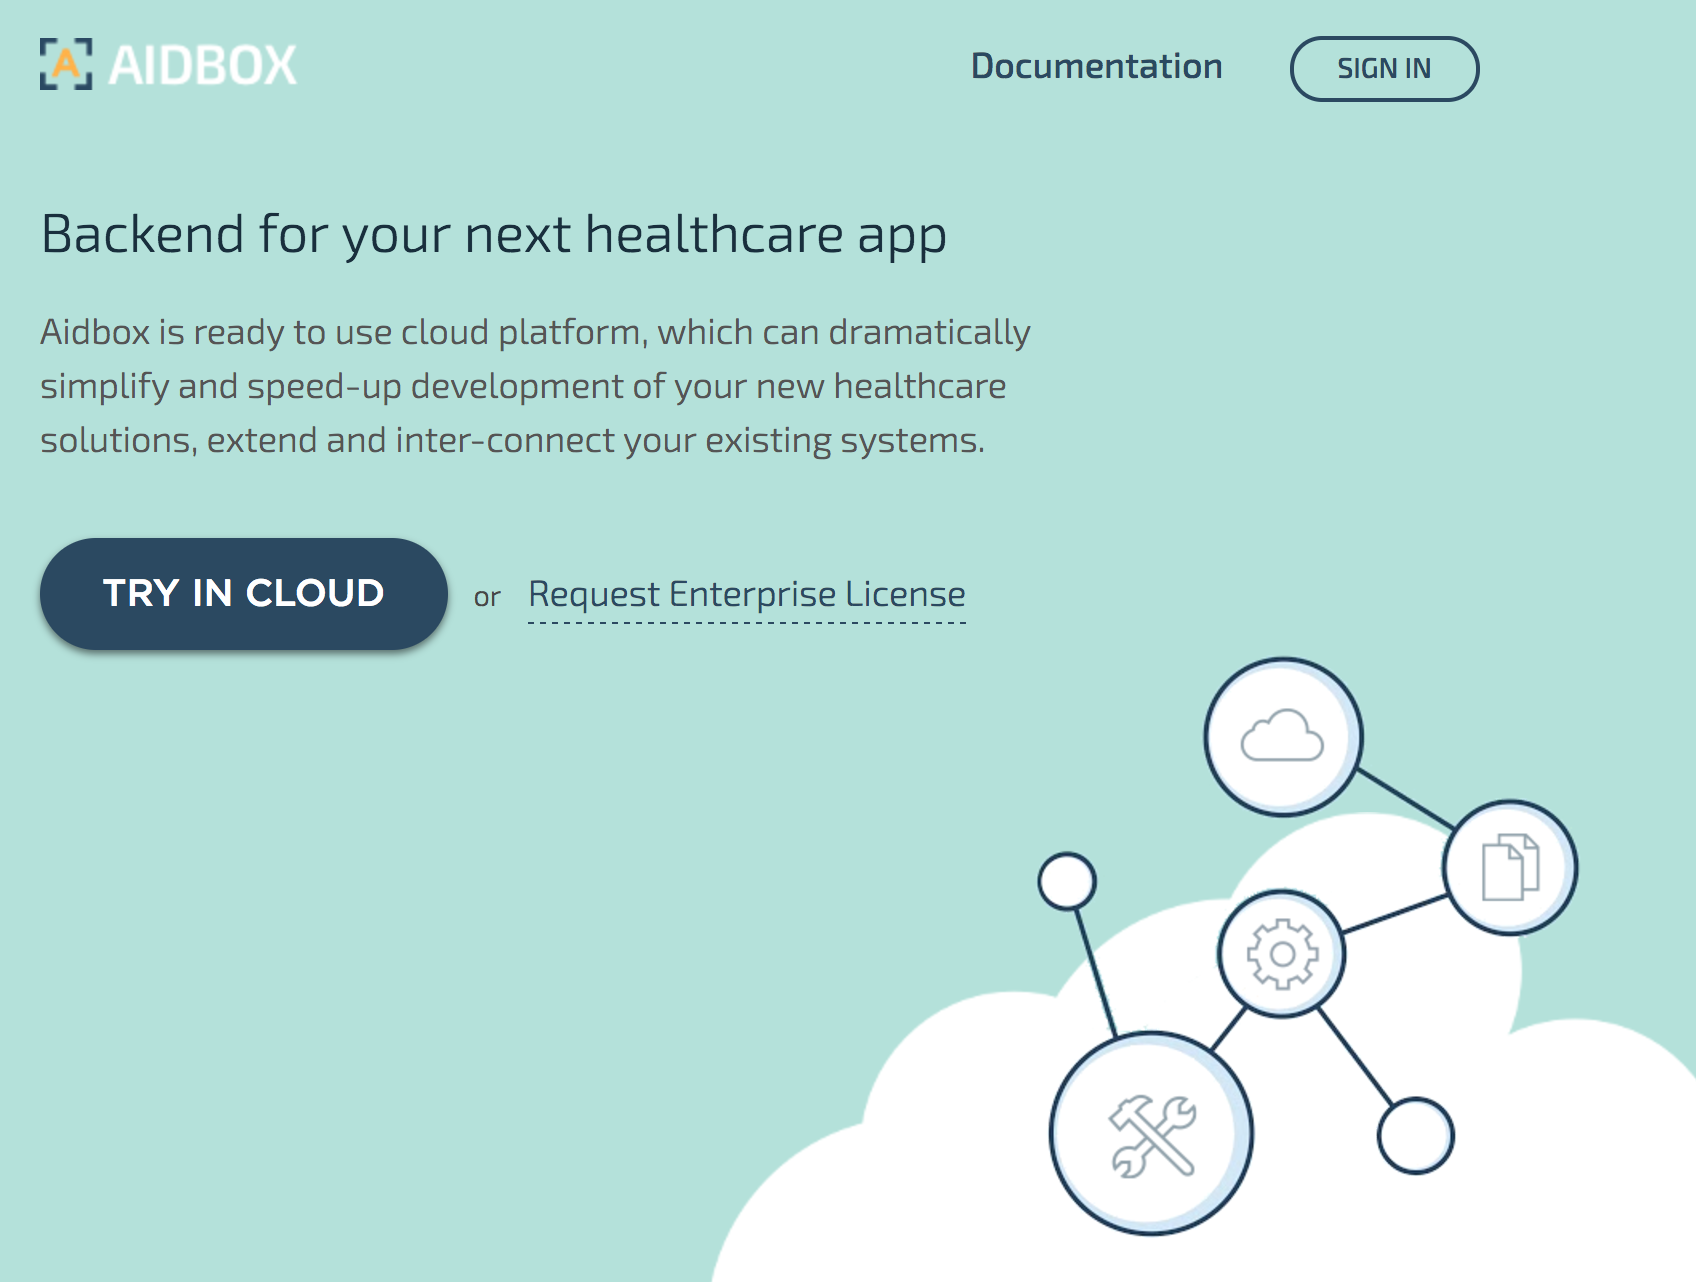 AIDBOX
Documentation
SIGN IN
Backend for your next healthcare app
Aidbox is ready to use cloud platform, which can dramatically
simplify and speed-up development of your new healthcare
solutions, extend and inter-connect your existing systems.
TRY IN CLOUD or Request Enterprise License